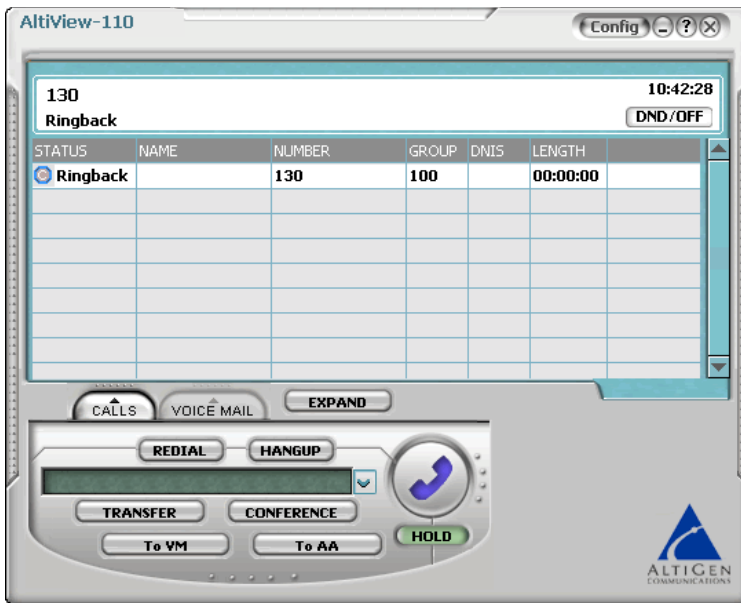 AltiView-110
Config - ? X
130 10:42:28
Ringback DND/OFF
STATUS NAME NUMBER GROUP DNIS LENGTH
C Ringback 130 100 00:00:00
CALLS VOICE MAIL EXPAND
REDIAL HANGUP
TRANSFER CONFERENCE
HOLD
To VM To AA
ALTIGEN
COMMUNICATIONS